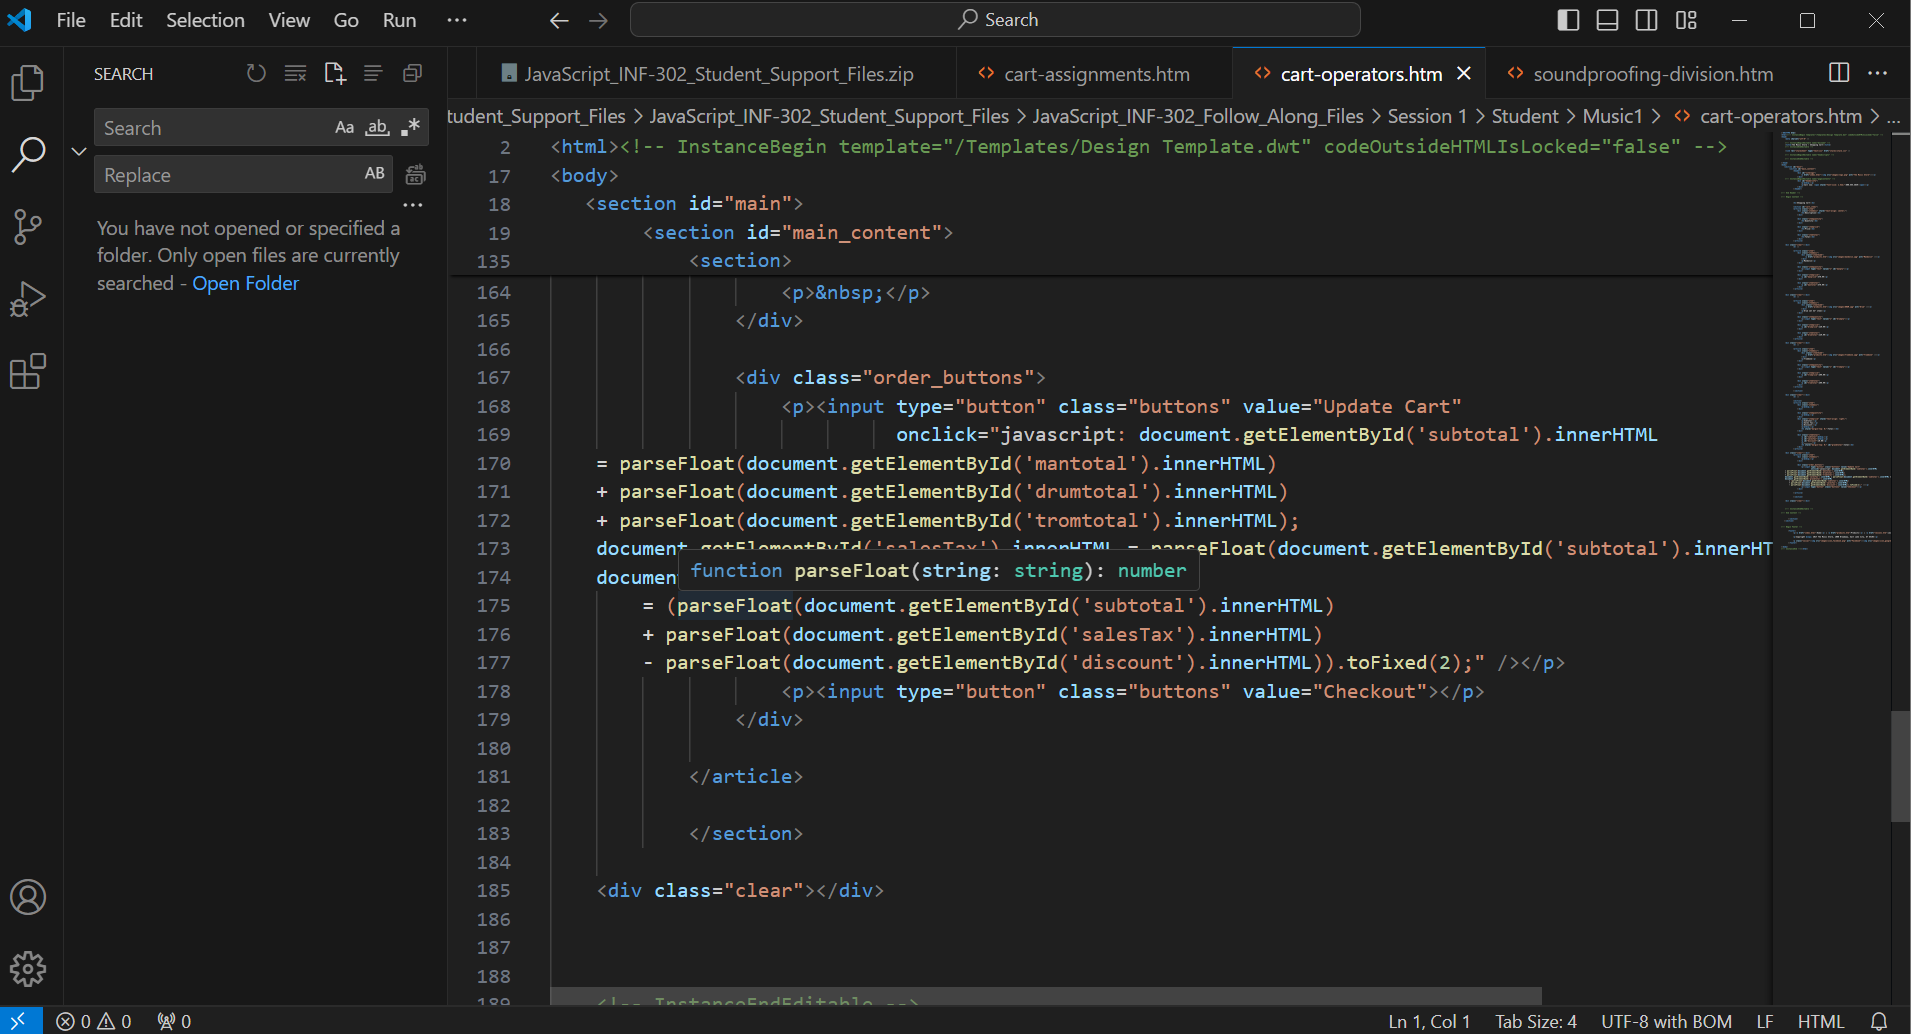 File Edit Selection View Go Run ···
Search
SEARCH
Search Aa ab .*
Replace AB
···
You have not opened or specified a
folder. Only open files are currently
searched - Open Folder
JavaScript_INF-302_Student_Support_Files.zip cart-assignments.htm cart-operators.htm soundproofing-division.htm ···
tudent_Support_Files > JavaScript_INF-302_Student_Support_Files > JavaScript_INF-302_Follow_Along_Files > Session 1 > Student > Music1 > cart-operators.htm > ...
2 <html><!-- InstanceBegin template="/Templates/Design Template.dwt" codeOutsideHTMLIsLocked="false" -->
17 <body>
18 <section id="main">
19 <section id="main_content">
135 <section>
164 <p>&nbsp;</p>
165 </div>
166
167 <div class="order_buttons">
168 <p><input type="button" class="buttons" value="Update Cart"
169 onclick="javascript: document.getElementById('subtotal').innerHTML
170 = parseFloat(document.getElementById('mantotal').innerHTML)
171 + parseFloat(document.getElementById('drumtotal').innerHTML)
172 + parseFloat(document.getElementById('tromtotal').innerHTML);
173 document.getElementById('salesTax').innerHTML = parseFloat(document.getElementById('subtotal').innerHT
174 documen
function parseFloat(string: string): number
175 = (parseFloat(document.getElementById('subtotal').innerHTML)
176 + parseFloat(document.getElementById('salesTax').innerHTML)
177 - parseFloat(document.getElementById('discount').innerHTML)).toFixed(2);" /></p>
178 <p><input type="button" class="buttons" value="Checkout"></p>
179 </div>
180
181 </article>
182
183 </section>
184
185 <div class="clear"></div>
186
187
188
189 <!-- InstanceEndEditable -->
0 0 0 Ln 1, Col 1 Tab Size: 4 UTF-8 with BOM LF HTML